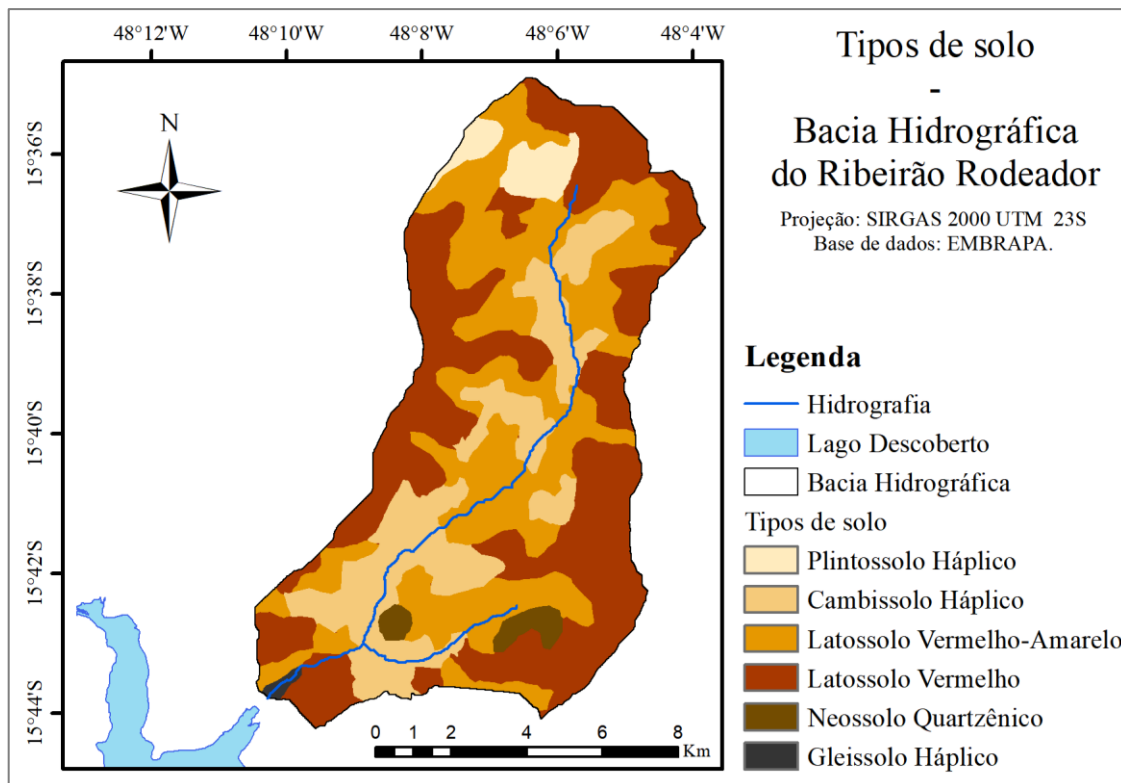 48°12'W 48°10'W 48°8'W 48°6'W 48°4'W
15°36'S
15°38'S
15°40'S
15°42'S
15°44'S
N
0 1 2 4 6 8
Km
Tipos de solo
-
Bacia Hidrográfica
do Ribeirão Rodeador
Projeção: SIRGAS 2000 UTM 23S
Base de dados: EMBRAPA.
Legenda
Hidrografia
Lago Descoberto
Bacia Hidrográfica
Tipos de solo
Plintossolo Háplico
Cambissolo Háplico
Latossolo Vermelho-Amarelo
Latossolo Vermelho
Neossolo Quartzênico
Gleissolo Háplico